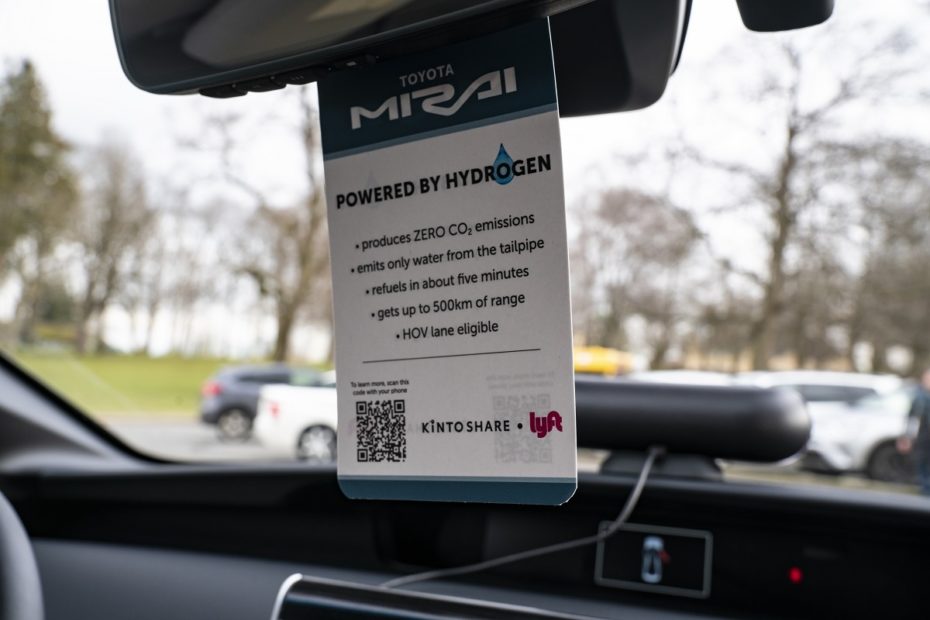 TOYOTA
MIRAI
POWERED BY HYDROGEN
• produces ZERO CO₂ emissions
• emits only water from the tailpipe
• refuels in about five minutes
• gets up to 500km of range
• HOV lane eligible
To learn more, scan this
code with your phone
KINTO SHARE • lyft